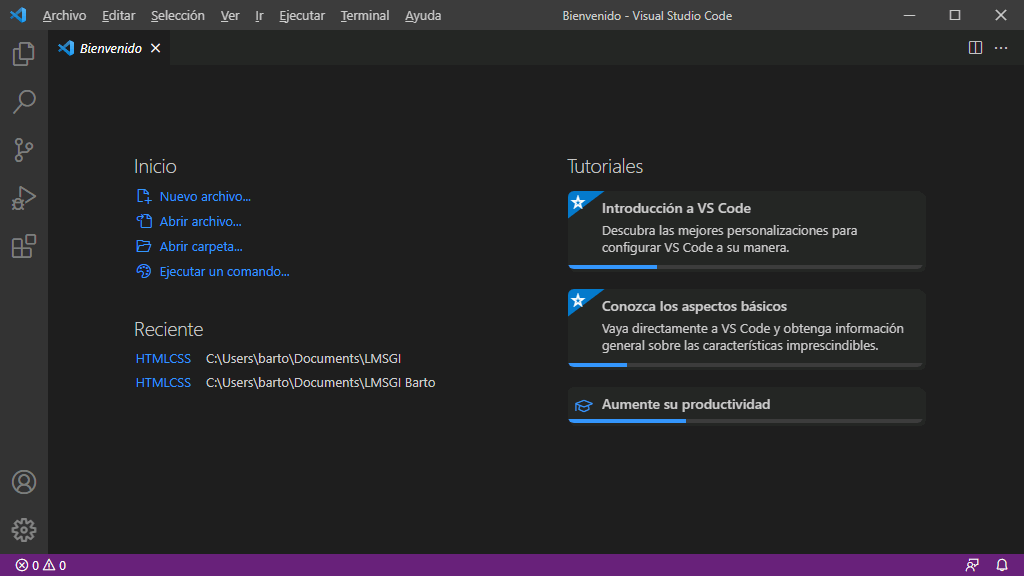 Archivo Editar Selección Ver Ir Ejecutar Terminal Ayuda Bienvenido - Visual Studio Code
Bienvenido
Inicio
Nuevo archivo...
Abrir archivo...
Abrir carpeta...
Ejecutar un comando...
Reciente
HTMLCSS C:\Users\barto\Documents\LMSGI
HTMLCSS C:\Users\barto\Documents\LMSGI Barto
Tutoriales
Introducción a VS Code
Descubra las mejores personalizaciones para
configurar VS Code a su manera.
Conozca los aspectos básicos
Vaya directamente a VS Code y obtenga información
general sobre las características imprescindibles.
Aumente su productividad
0 0